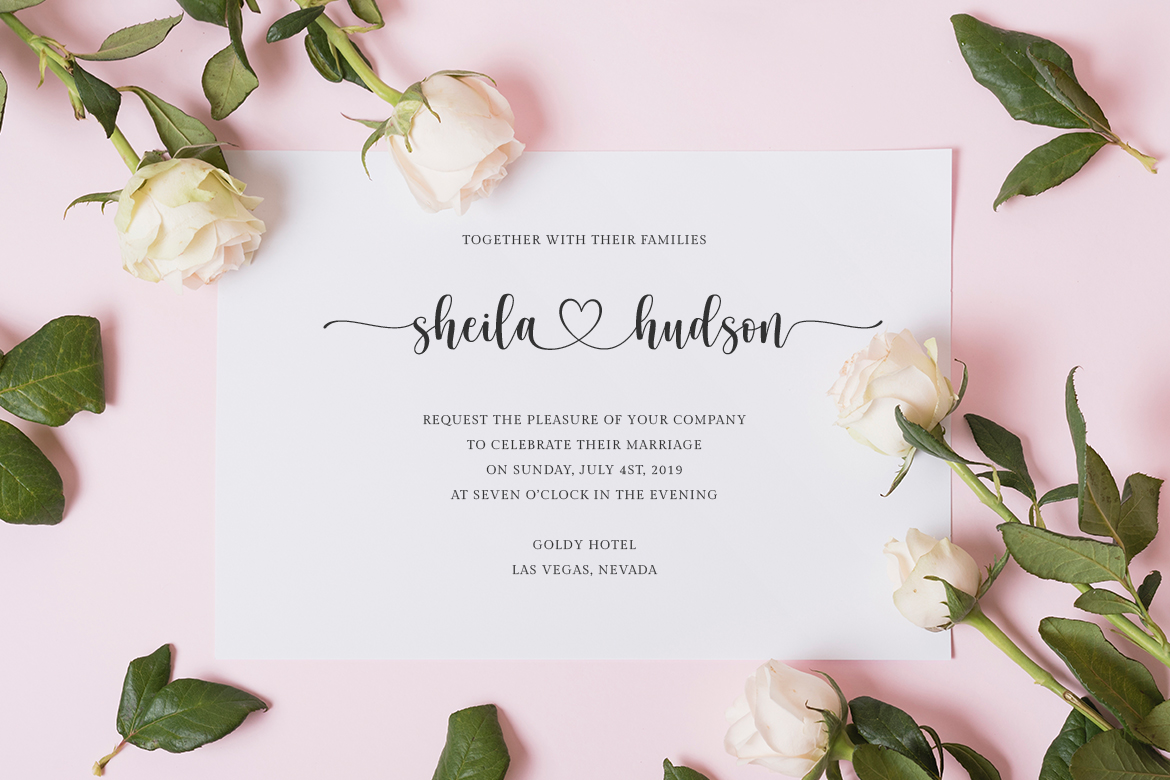 TOGETHER WITH THEIR FAMILIES
sheila hudson
REQUEST THE PLEASURE OF YOUR COMPANY
TO CELEBRATE THEIR MARRIAGE
ON SUNDAY, JULY 4ST, 2019
AT SEVEN O’CLOCK IN THE EVENING
GOLDY HOTEL
LAS VEGAS, NEVADA